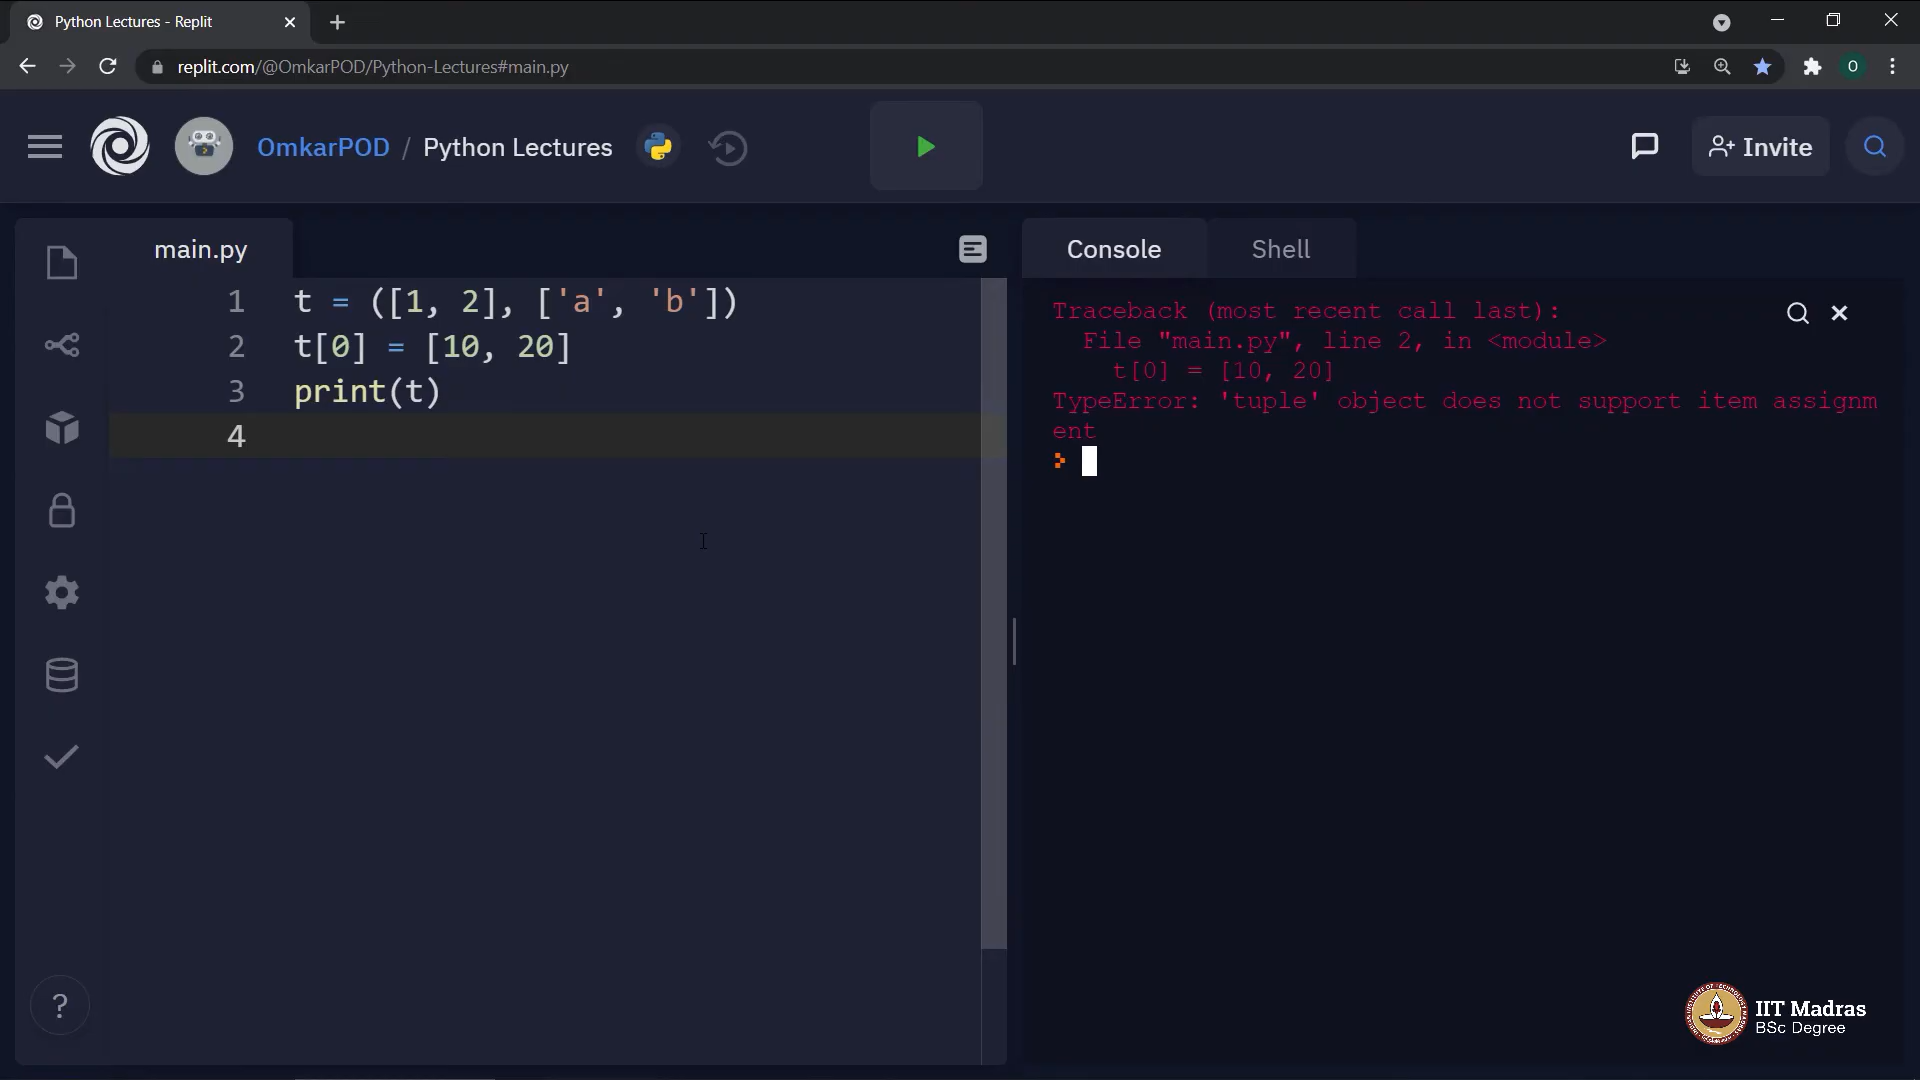 Python Lectures - Replit
replit.com/@OmkarPOD/Python-Lectures#main.py
O
OmkarPOD / Python Lectures
Invite
main.py
Console
Shell
1 t = ([1, 2], ['a', 'b'])
2 t[0] = [10, 20]
3 print(t)
4
Traceback (most recent call last):
File "main.py", line 2, in <module>
t[0] = [10, 20]
TypeError: 'tuple' object does not support item assignm
ent
>
?
IIT Madras
BSc Degree